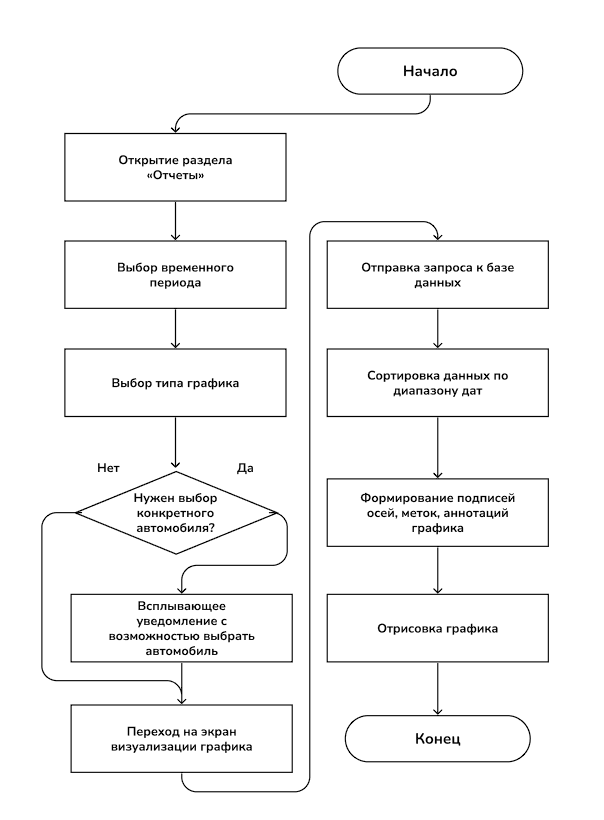 Начало
Открытие раздела
«Отчеты»
Выбор временного
периода
Выбор типа графика
Нет
Да
Нужен выбор
конкретного
автомобиля?
Всплывающее
уведомление с
возможностью выбрать
автомобиль
Переход на экран
визуализации графика
Отправка запроса к базе
данных
Сортировка данных по
диапазону дат
Формирование подписей
осей, меток, аннотаций
графика
Отрисовка графика
Конец